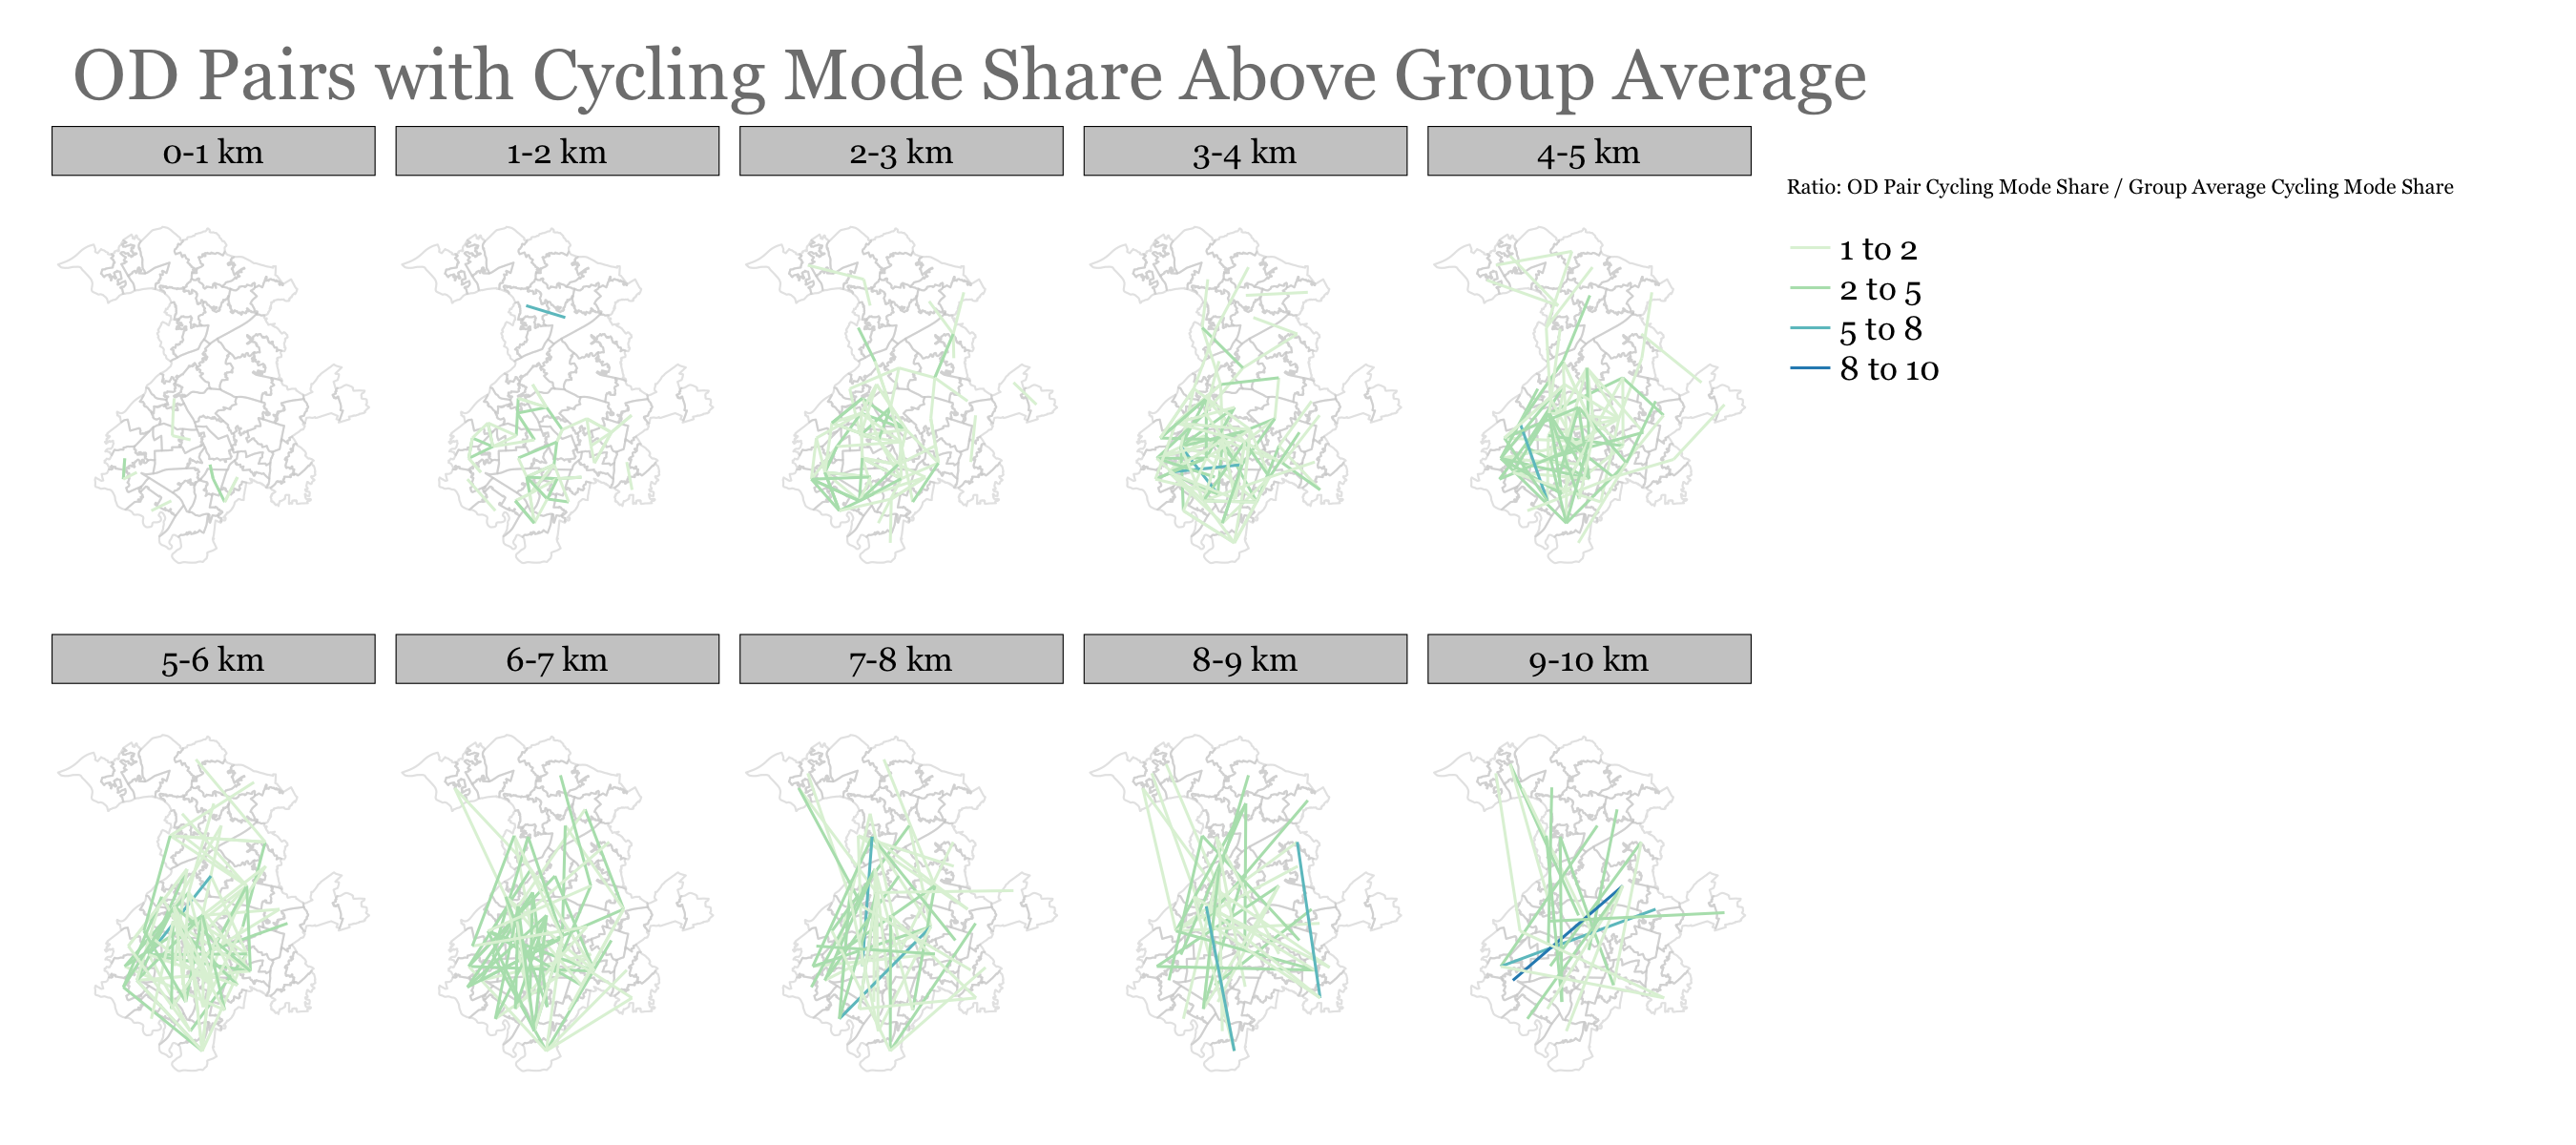 OD Pairs with Cycling Mode Share Above Group Average
0-1 km
1-2 km
2-3 km
3-4 km
4-5 km
Ratio: OD Pair Cycling Mode Share / Group Average Cycling Mode Share
1 to 2
2 to 5
5 to 8
8 to 10
5-6 km
6-7 km
7-8 km
8-9 km
9-10 km